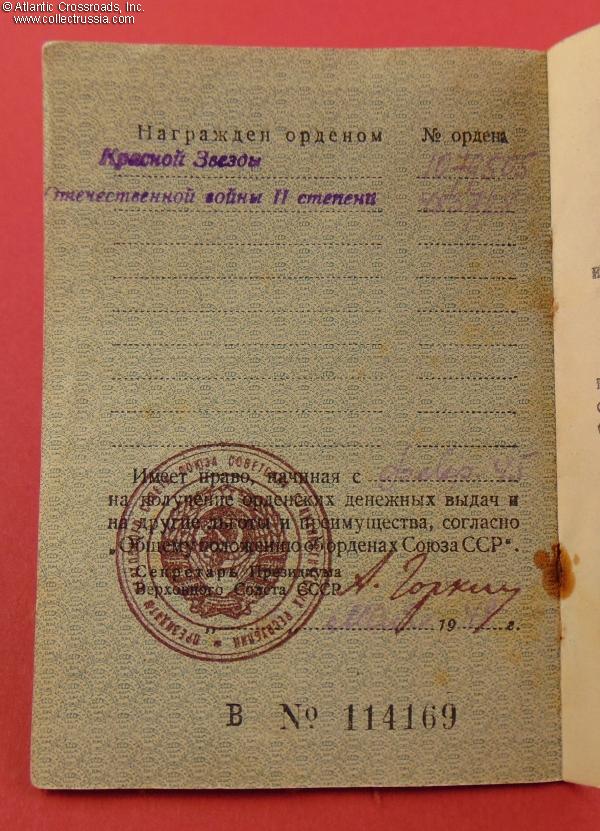 © Atlantic Crossroads, Inc.
www.collectrussia.com
Награжден орденом № ордена
Красной Звезды
Отечественной войны II степени
Имеет право, начиная с 45
на получение орденских денежных выдач и
на другие льготы и преимущества, согласно
„Общему положению об орденах Союза ССР“.
Секретарь Президиума
Верховного Совета СССР А. Горкин
" 19 г.
В № 114169